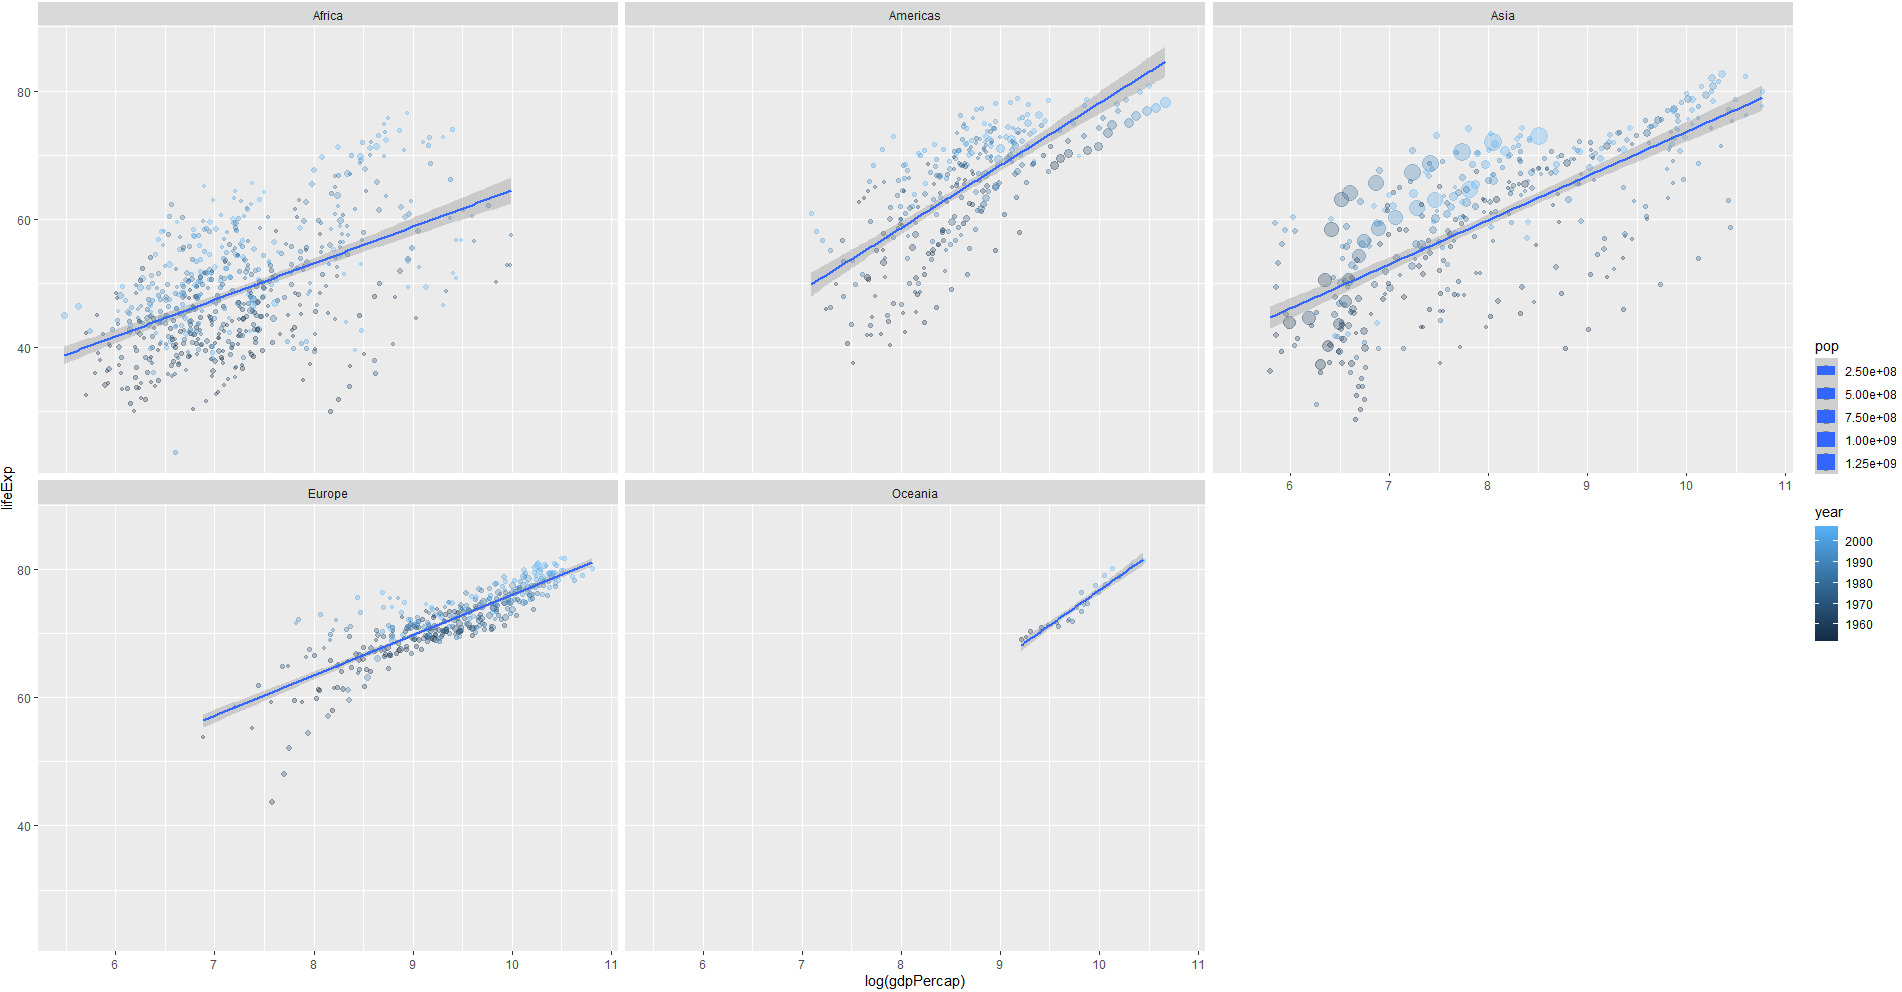 Africa
Americas
Asia
80
60
40
6
7
8
9
10
11
pop
2.50e+08
5.00e+08
7.50e+08
1.00e+09
1.25e+09
year
2000
1990
1980
1970
1960
lifeExp
Europe
Oceania
80
60
40
6
7
8
9
10
11
6
7
8
9
10
11
log(gdpPercap)